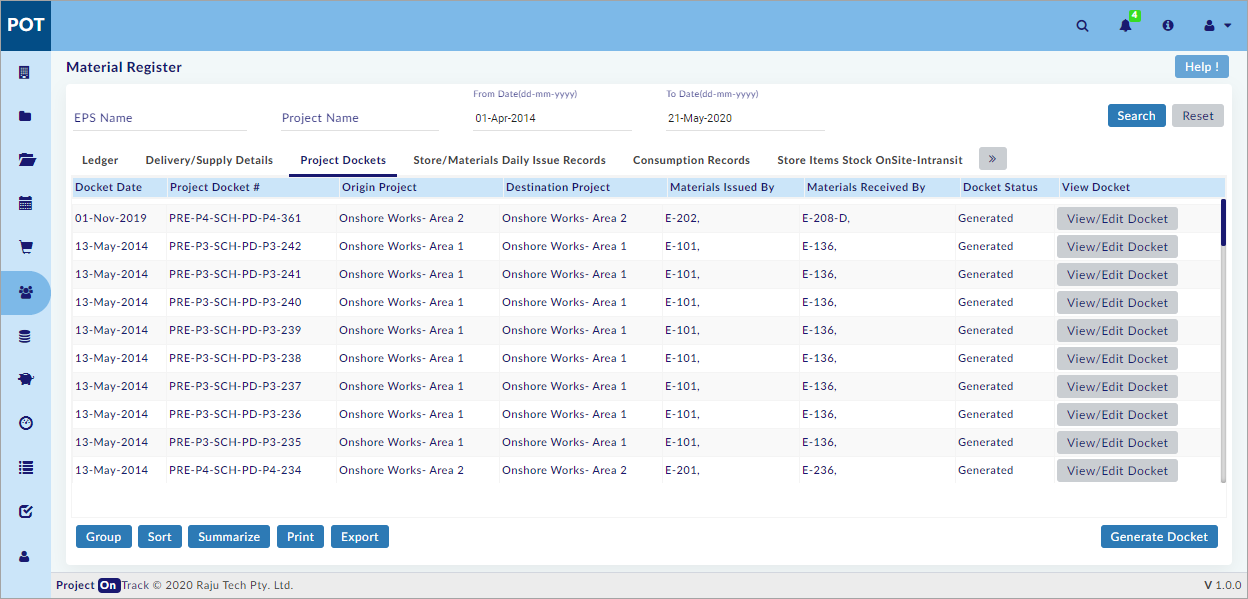 POT
4
Material Register
Help !
From Date(dd-mm-yyyy) To Date(dd-mm-yyyy)
EPS Name Project Name 01-Apr-2014 21-May-2020 Search Reset
Ledger Delivery/Supply Details Project Dockets Store/Materials Daily Issue Records Consumption Records Store Items Stock OnSite-Intransit »
Docket Date Project Docket # Origin Project Destination Project Materials Issued By Materials Received By Docket Status View Docket
01-Nov-2019 PRE-P4-SCH-PD-P4-361 Onshore Works- Area 2 Onshore Works- Area 2 E-202, E-208-D, Generated View/Edit Docket
13-May-2014 PRE-P3-SCH-PD-P3-242 Onshore Works- Area 1 Onshore Works- Area 1 E-101, E-136, Generated View/Edit Docket
13-May-2014 PRE-P3-SCH-PD-P3-241 Onshore Works- Area 1 Onshore Works- Area 1 E-101, E-136, Generated View/Edit Docket
13-May-2014 PRE-P3-SCH-PD-P3-240 Onshore Works- Area 1 Onshore Works- Area 1 E-101, E-136, Generated View/Edit Docket
13-May-2014 PRE-P3-SCH-PD-P3-239 Onshore Works- Area 1 Onshore Works- Area 1 E-101, E-136, Generated View/Edit Docket
13-May-2014 PRE-P3-SCH-PD-P3-238 Onshore Works- Area 1 Onshore Works- Area 1 E-101, E-136, Generated View/Edit Docket
13-May-2014 PRE-P3-SCH-PD-P3-237 Onshore Works- Area 1 Onshore Works- Area 1 E-101, E-136, Generated View/Edit Docket
13-May-2014 PRE-P3-SCH-PD-P3-236 Onshore Works- Area 1 Onshore Works- Area 1 E-101, E-136, Generated View/Edit Docket
13-May-2014 PRE-P3-SCH-PD-P3-235 Onshore Works- Area 1 Onshore Works- Area 1 E-101, E-136, Generated View/Edit Docket
13-May-2014 PRE-P4-SCH-PD-P4-234 Onshore Works- Area 2 Onshore Works- Area 2 E-201, E-236, Generated View/Edit Docket
Group Sort Summarize Print Export Generate Docket
Project On Track © 2020 Raju Tech Pty. Ltd. V 1.0.0